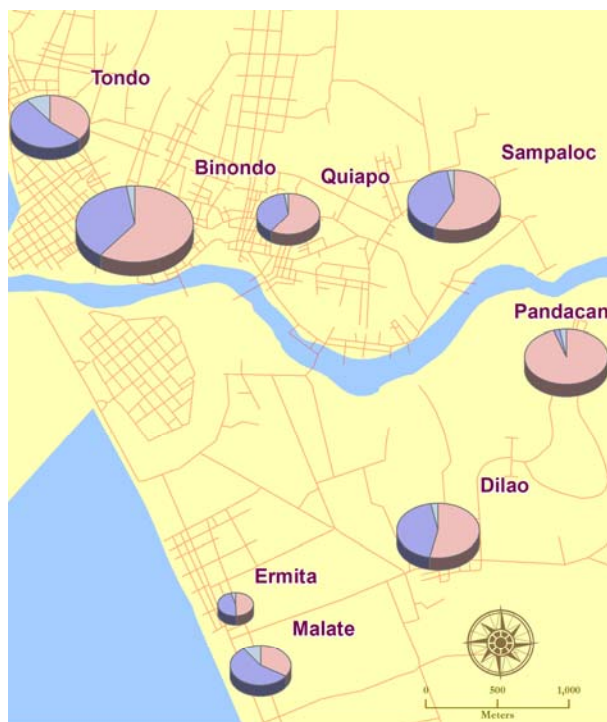 Tondo
Binondo
Quiapo
Sampaloc
Pandacan
Dilao
Ermita
Malate
0 500 1,000
Meters